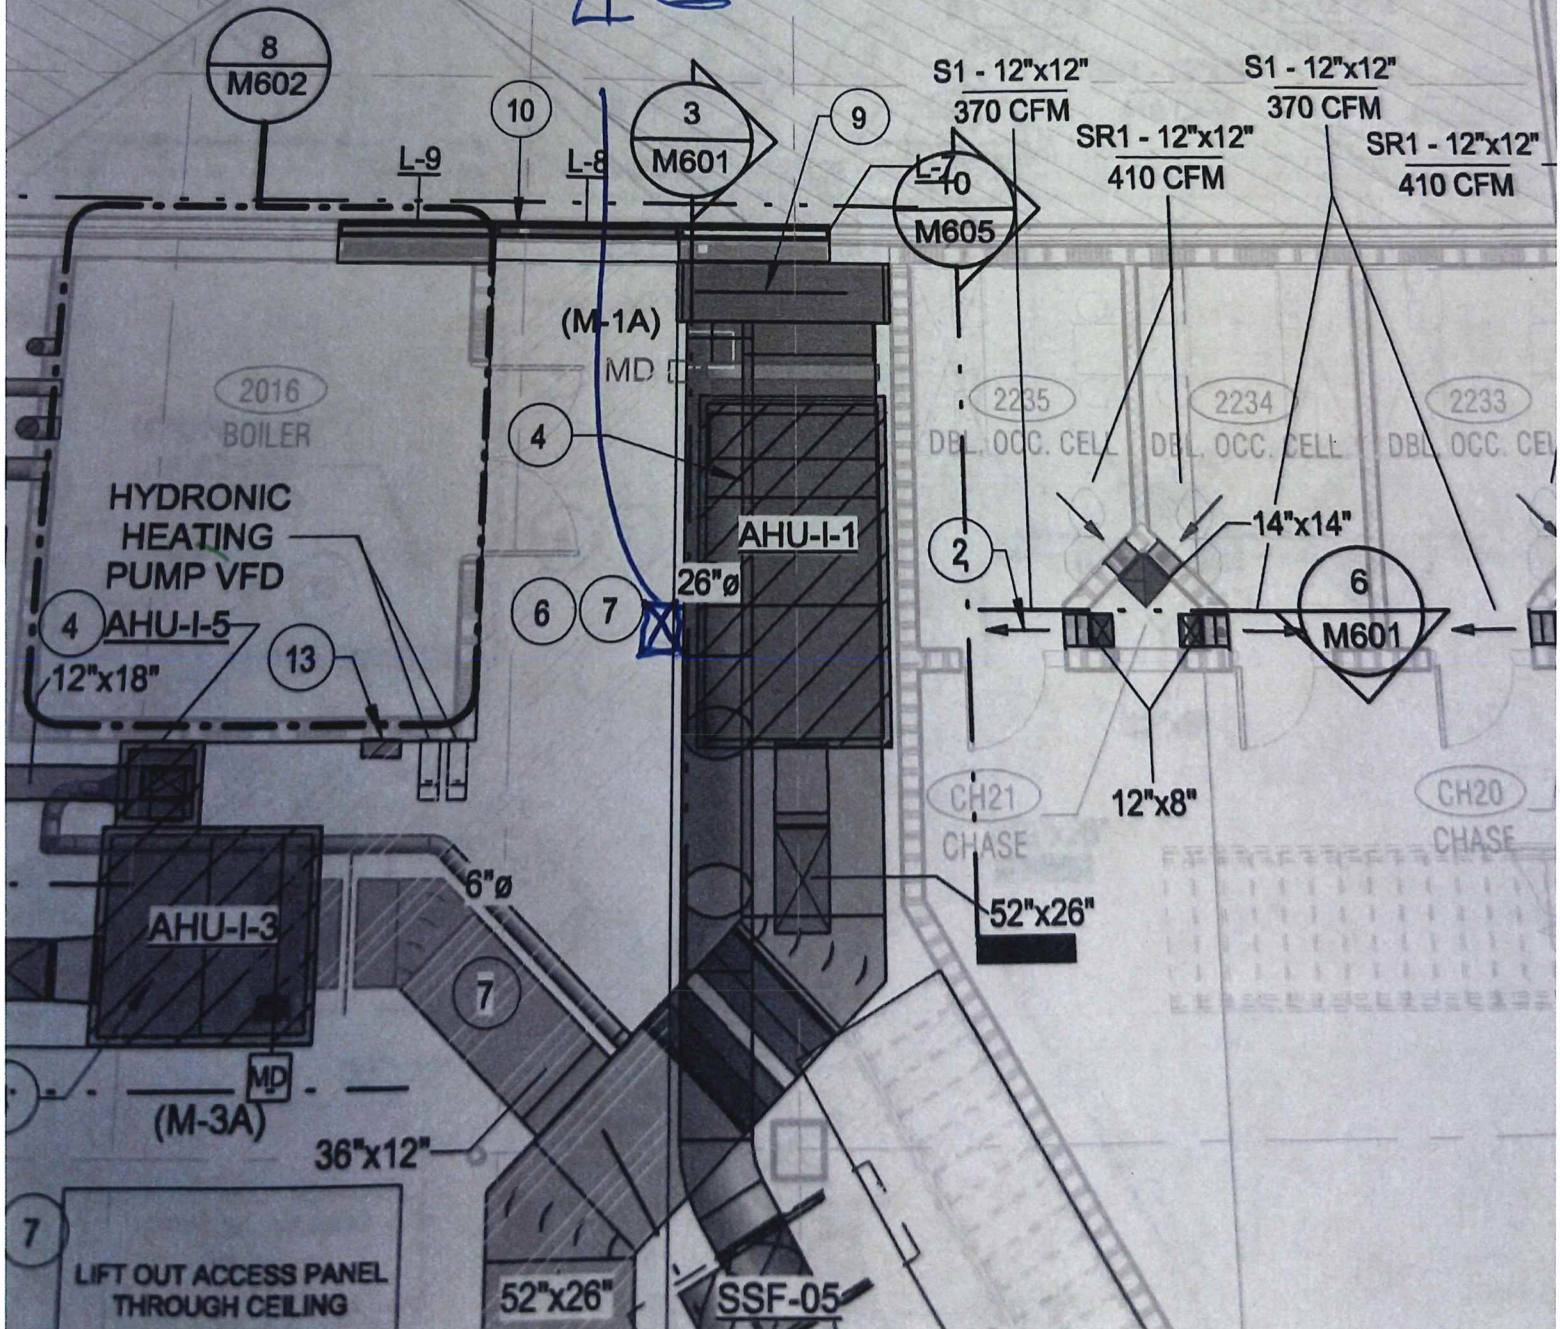 8
M602
10
3
M601
9
S1 - 12"x12"
370 CFM
S1 - 12"x12"
370 CFM
SR1 - 12"x12"
410 CFM
SR1 - 12"x12"
410 CFM
L-9
L-8
L-7
10
M605
(M-1A)
MD
2016
BOILER
4
2235
DBL. OCC. CELL
2234
DBL. OCC. CELL
2233
DBL. OCC. CEL
HYDRONIC
HEATING
PUMP VFD
AHU-I-1
2
14"x14"
26"ø
6
7
6
M601
4
AHU-I-5
12"x18"
13
CH21
CHASE
12"x8"
CH20
CHASE
6"ø
AHU-I-3
52"x26"
7
MD
(M-3A)
36"x12"
7
LIFT OUT ACCESS PANEL
THROUGH CEILING
52"x26"
SSF-05